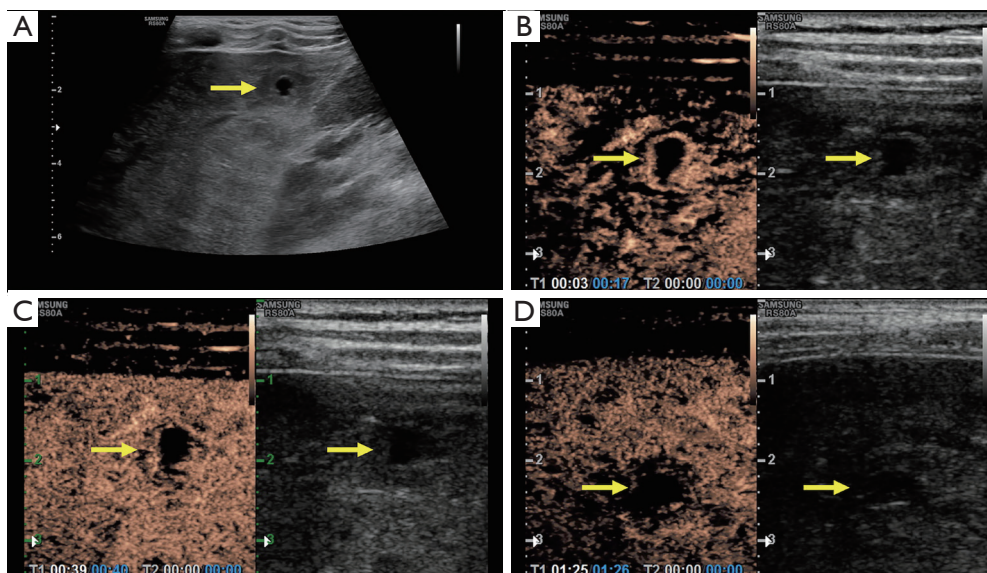 A
SAMSUNG
RS80A
2
4
6
B
SAMSUNG
RS80A
SAMSUNG
RS80A
1
1
2
2
3
3
T1 00:03/00:17 T2 00:00/00:00
C
SAMSUNG
RS80A
SAMSUNG
RS80A
1
1
2
2
3
3
T1 00:39/00:40 T2 00:00/00:00
D
SAMSUNG
RS80A
SAMSUNG
RS80A
1
1
2
2
3
3
T1 01:25/01:26 T2 00:00/00:00